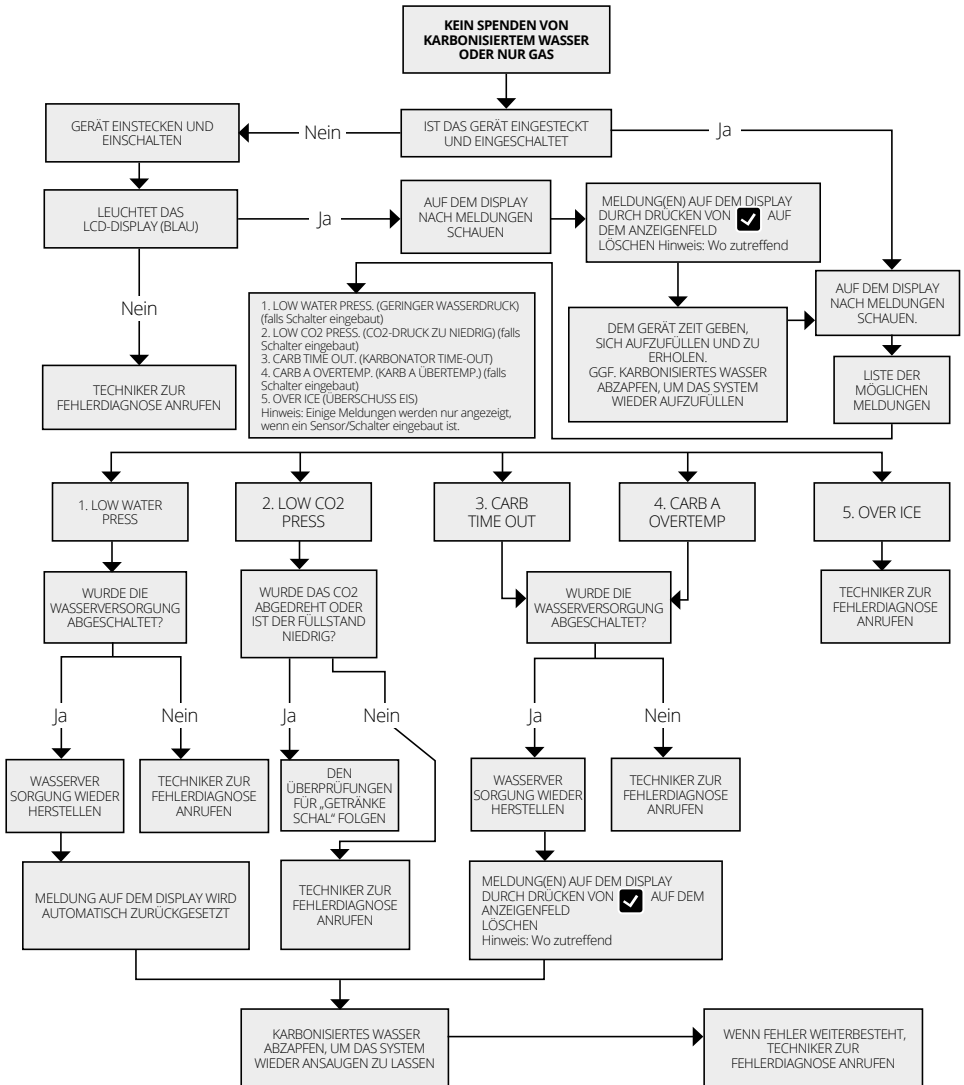 KEIN SPENDEN VON
KARBONISIERTEM WASSER
ODER NUR GAS
GERÄT EINSTECKEN UND
EINSCHALTEN
Nein
IST DAS GERÄT EINGESTECKT
UND EINGESCHALTET
Ja
LEUCHTET DAS
LCD-DISPLAY (BLAU)
Ja
AUF DEM DISPLAY
NACH MELDUNGEN
SCHAUEN
MELDUNG(EN) AUF DEM DISPLAY
DURCH DRÜCKEN VON AUF
DEM ANZEIGENFELD
LÖSCHEN Hinweis: Wo zutreffend
Nein
TECHNIKER ZUR
FEHLERDIAGNOSE ANRUFEN
1. LOW WATER PRESS. (GERINGER WASSERDRUCK)
(falls Schalter eingebaut)
2. LOW CO2 PRESS. (CO2-DRUCK ZU NIEDRIG) (falls
Schalter eingebaut)
3. CARB TIME OUT. (KARBONATOR TIME-OUT)
4. CARB A OVERTEMP. (KARB A ÜBERTEMP.) (falls
Schalter eingebaut)
5. OVER ICE (ÜBERSCHUSS EIS)
Hinweis: Einige Meldungen werden nur angezeigt,
wenn ein Sensor/Schalter eingebaut ist.
DEM GERÄT ZEIT GEBEN,
SICH AUFZUFÜLLEN UND ZU
ERHOLEN.
GGF. KARBONISIERTES WASSER
ABZAPFEN, UM DAS SYSTEM
WIEDER AUFZUFÜLLEN
AUF DEM DISPLAY
NACH MELDUNGEN
SCHAUEN.
LISTE DER
MÖGLICHEN
MELDUNGEN
1. LOW WATER
PRESS
2. LOW CO2
PRESS
3. CARB
TIME OUT
4. CARB A
OVERTEMP
5. OVER ICE
WURDE DIE
WASSERVERSORGUNG
ABGESCHALTET?
WURDE DAS CO2
ABGEDREHT ODER
IST DER FÜLLSTAND
NIEDRIG?
WURDE DIE
WASSERVERSORGUNG
ABGESCHALTET?
TECHNIKER ZUR
FEHLERDIAGNOSE
ANRUFEN
Ja
Nein
Ja
Nein
Ja
Nein
WASSERVER
SORGUNG WIEDER
HERSTELLEN
TECHNIKER ZUR
FEHLERDIAGNOSE
ANRUFEN
DEN
ÜBERPRÜFUNGEN
FÜR „GETRÄNKE
SCHAL“ FOLGEN
WASSERVER
SORGUNG WIEDER
HERSTELLEN
TECHNIKER ZUR
FEHLERDIAGNOSE
ANRUFEN
MELDUNG AUF DEM DISPLAY WIRD
AUTOMATISCH ZURÜCKGESETZT
TECHNIKER ZUR
FEHLERDIAGNOSE
ANRUFEN
MELDUNG(EN) AUF DEM DISPLAY
DURCH DRÜCKEN VON AUF DEM
ANZEIGENFELD
LÖSCHEN
Hinweis: Wo zutreffend
KARBONISIERTES WASSER
ABZAPFEN, UM DAS SYSTEM
WIEDER ANSAUGEN ZU LASSEN
WENN FEHLER WEITERBESTEHT,
TECHNIKER ZUR
FEHLERDIAGNOSE ANRUFEN